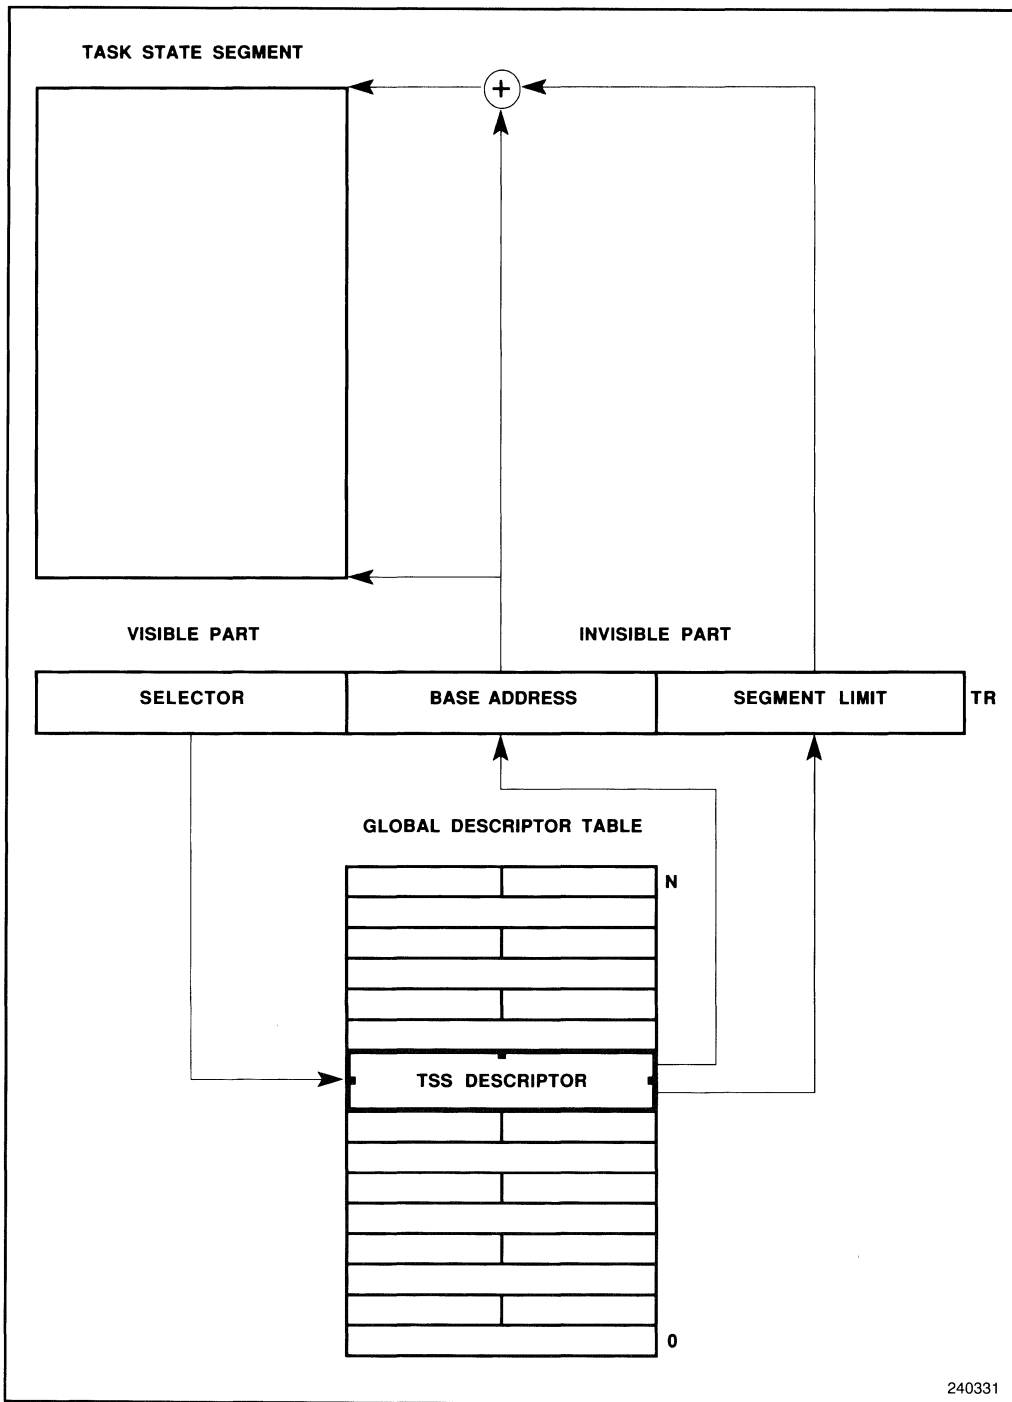 TASK STATE SEGMENT
+
VISIBLE PART
INVISIBLE PART
SELECTOR
BASE ADDRESS
SEGMENT LIMIT
TR
GLOBAL DESCRIPTOR TABLE
N
TSS DESCRIPTOR
0
240331